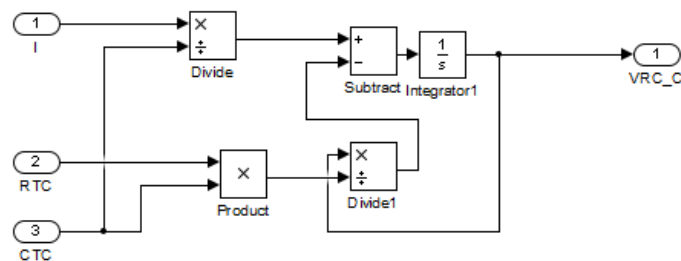 1
I
×
÷
Divide
+
−
Subtract
1
s
Integrator1
1
VRC_C
2
RTC
×
Product
×
÷
Divide1
3
CTC